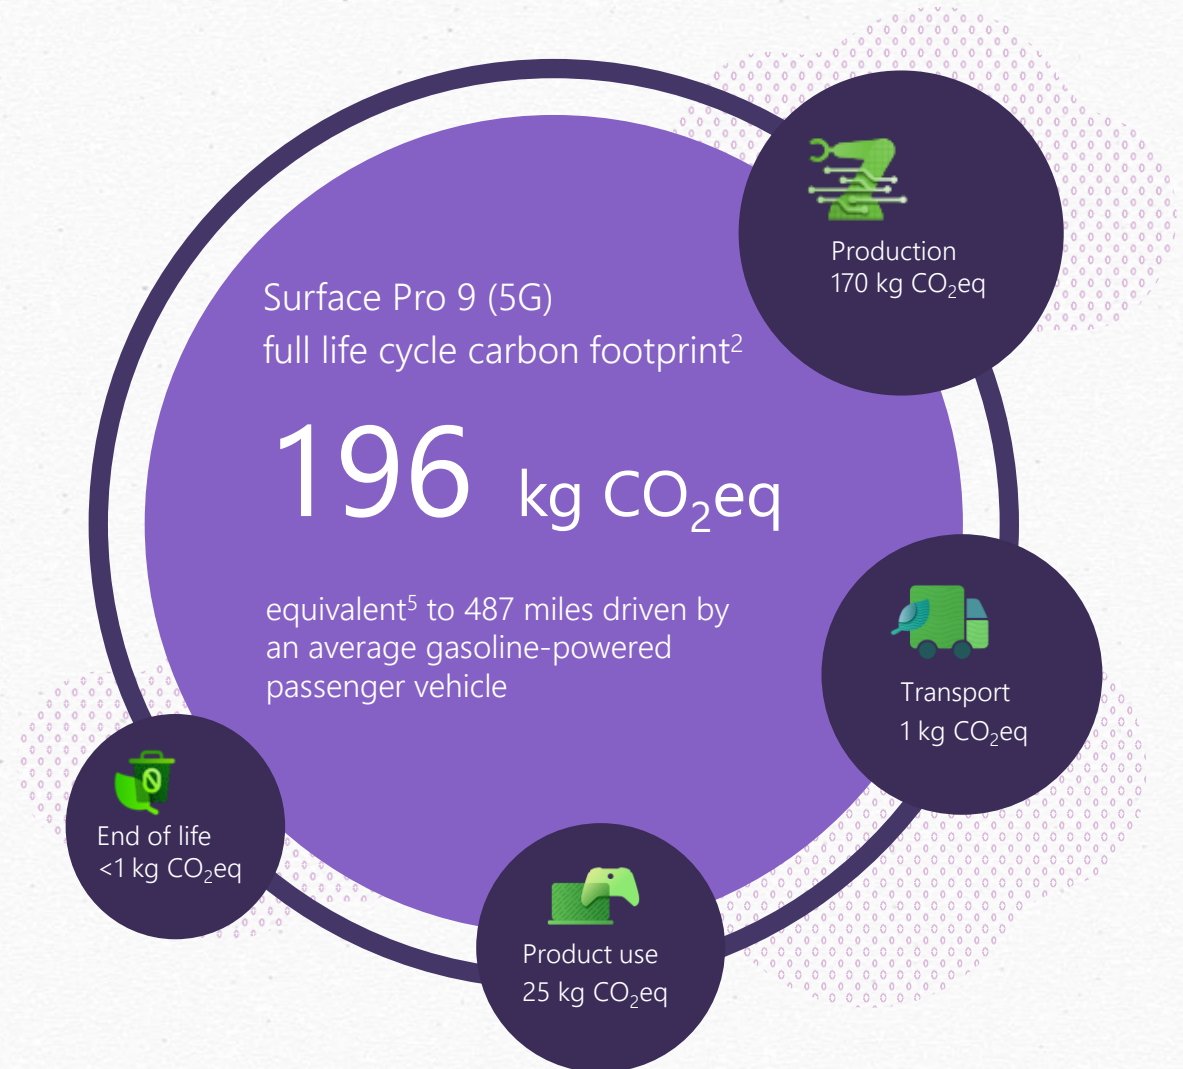 Surface Pro 9 (5G)
full life cycle carbon footprint²
196 kg CO₂eq
equivalent⁵ to 487 miles driven by
an average gasoline-powered
passenger vehicle
Production
170 kg CO₂eq
Transport
1 kg CO₂eq
Product use
25 kg CO₂eq
End of life
<1 kg CO₂eq